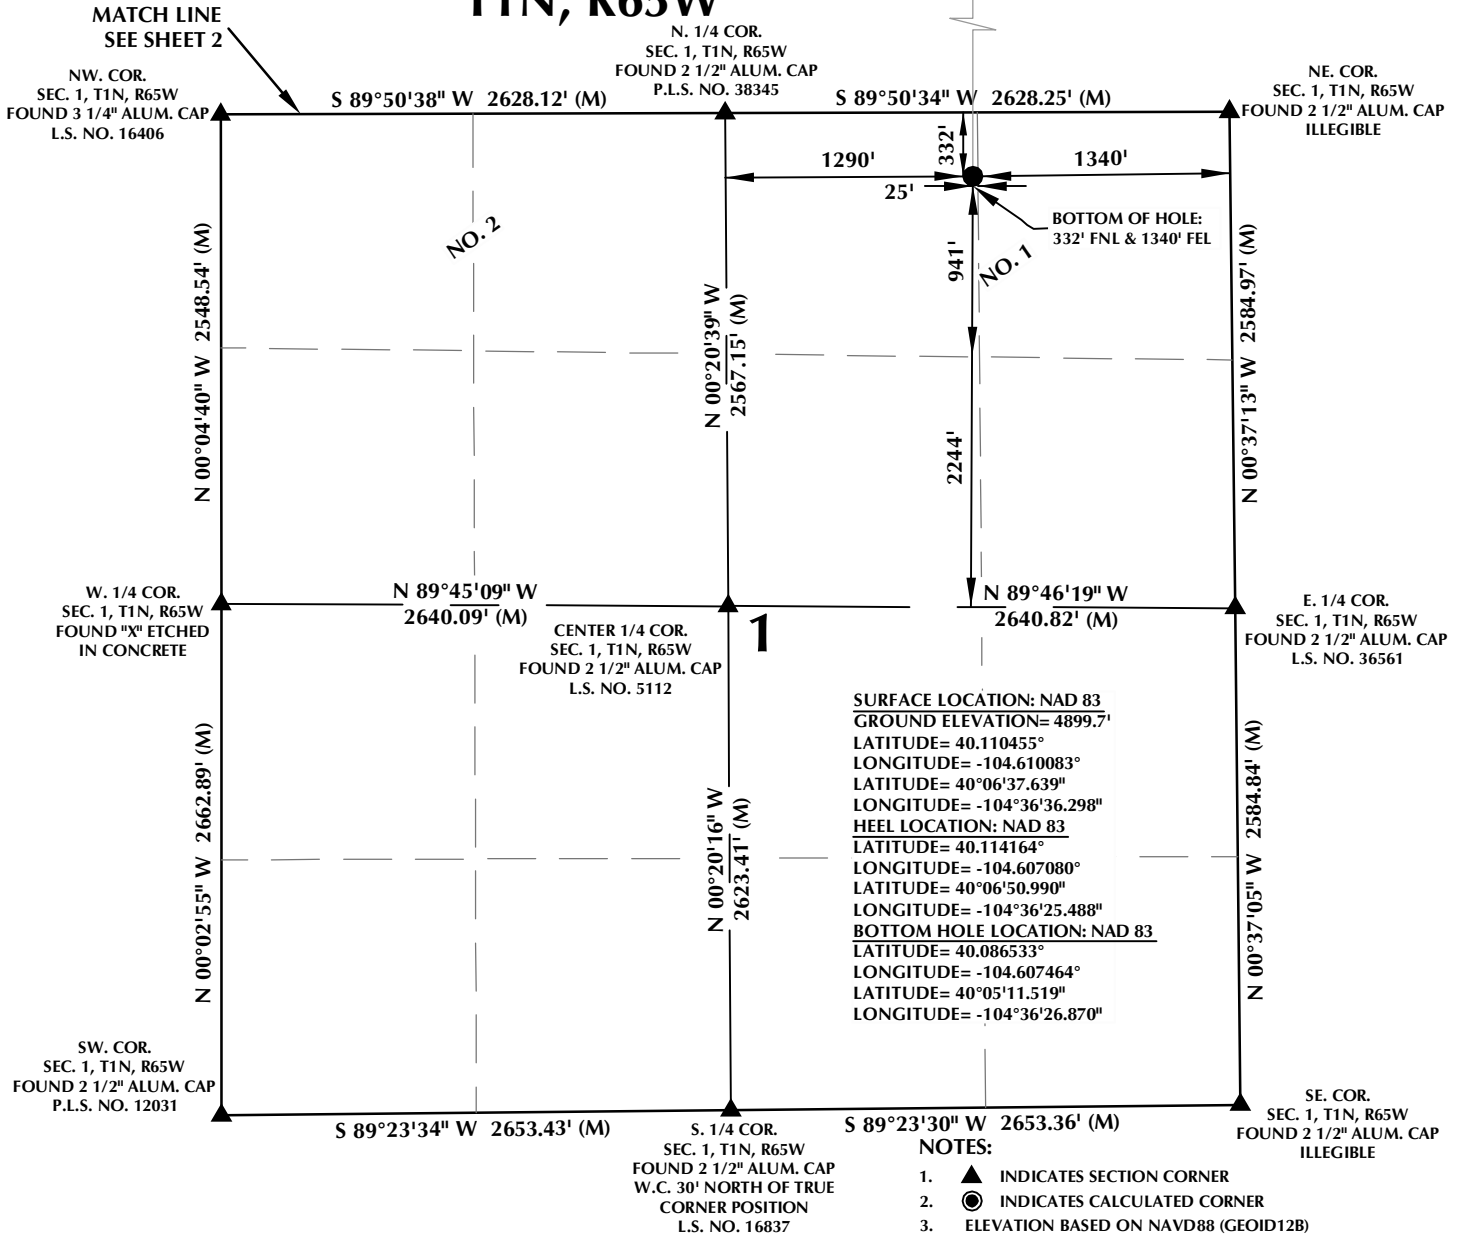 T1N, R65W
MATCH LINE
SEE SHEET 2
NW. COR.
SEC. 1, T1N, R65W
FOUND 3 1/4" ALUM. CAP
L.S. NO. 16406
N. 1/4 COR.
SEC. 1, T1N, R65W
FOUND 2 1/2" ALUM. CAP
P.L.S. NO. 38345
NE. COR.
SEC. 1, T1N, R65W
FOUND 2 1/2" ALUM. CAP
ILLEGIBLE
S 89°50'38" W 2628.12' (M)
S 89°50'34" W 2628.25' (M)
332'
1290'
1340'
25'
BOTTOM OF HOLE:
332' FNL & 1340' FEL
NO. 2
NO. 1
941'
2244'
N 00°04'40" W 2548.54' (M)
N 00°20'39" W
2567.15' (M)
N 00°37'13" W 2584.97' (M)
W. 1/4 COR.
SEC. 1, T1N, R65W
FOUND "X" ETCHED
IN CONCRETE
N 89°45'09" W
2640.09' (M)
CENTER 1/4 COR.
SEC. 1, T1N, R65W
FOUND 2 1/2" ALUM. CAP
L.S. NO. 5112
1
N 89°46'19" W
2640.82' (M)
E. 1/4 COR.
SEC. 1, T1N, R65W
FOUND 2 1/2" ALUM. CAP
L.S. NO. 36561
SURFACE LOCATION: NAD 83
GROUND ELEVATION= 4899.7'
LATITUDE= 40.110455°
LONGITUDE= -104.610083°
LATITUDE= 40°06'37.639"
LONGITUDE= -104°36'36.298"
HEEL LOCATION: NAD 83
LATITUDE= 40.114164°
LONGITUDE= -104.607080°
LATITUDE= 40°06'50.990"
LONGITUDE= -104°36'25.488"
BOTTOM HOLE LOCATION: NAD 83
LATITUDE= 40.086533°
LONGITUDE= -104.607464°
LATITUDE= 40°05'11.519"
LONGITUDE= -104°36'26.870"
N 00°02'55" W 2662.89' (M)
N 00°20'16" W
2623.41' (M)
N 00°37'05" W 2584.84' (M)
SW. COR.
SEC. 1, T1N, R65W
FOUND 2 1/2" ALUM. CAP
P.L.S. NO. 12031
S 89°23'34" W 2653.43' (M)
S. 1/4 COR.
SEC. 1, T1N, R65W
FOUND 2 1/2" ALUM. CAP
W.C. 30' NORTH OF TRUE
CORNER POSITION
L.S. NO. 16837
S 89°23'30" W 2653.36' (M)
SE. COR.
SEC. 1, T1N, R65W
FOUND 2 1/2" ALUM. CAP
ILLEGIBLE
NOTES:
1. ▲ INDICATES SECTION CORNER
2. INDICATES CALCULATED CORNER
3. ELEVATION BASED ON NAVD88 (GEOID12B)